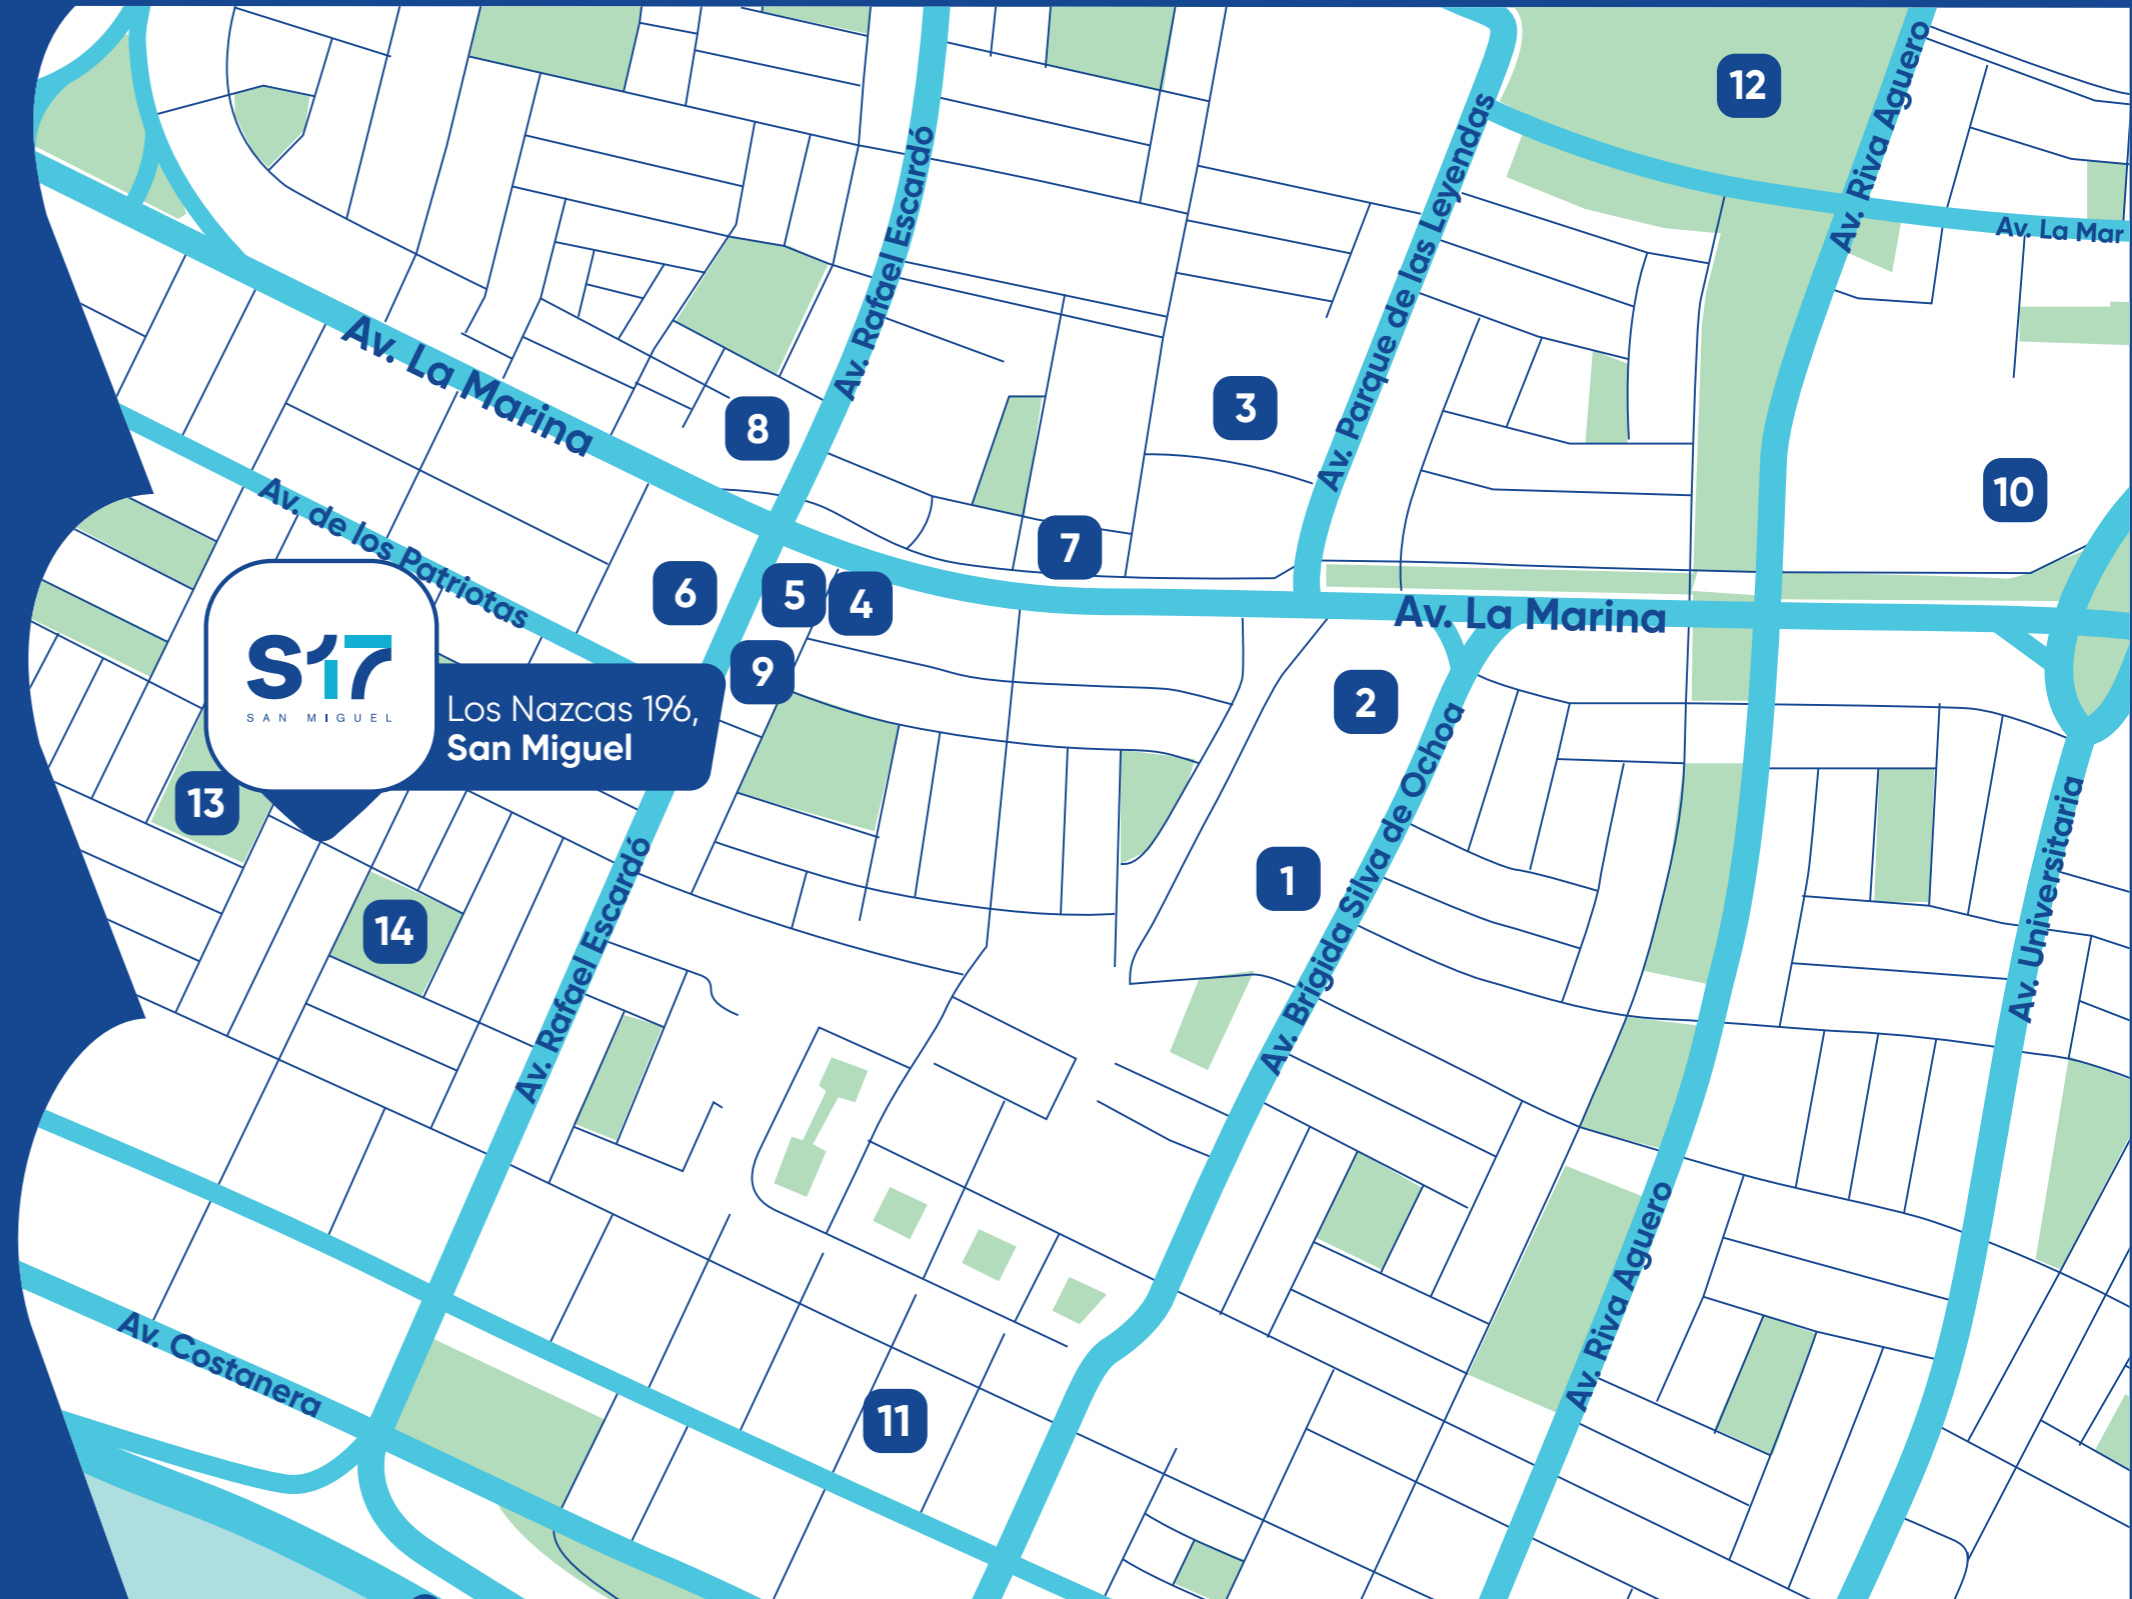 12
Av. Riva Aguero
Av. La Mar
Av. Rafael Escardó
Av. Parque de las Leyendas
Av. La Marina
8
3
10
Av. de los Patriotas
7
6
5
4
Av. La Marina
9
2
S17
SAN MIGUEL
Los Nazcas 196,
San Miguel
13
14
1
Av. Brígida Silva de Ochoa
Av. Universitaria
Av. Rafael Escardó
Av. Riva Aguero
Av. Costanera
11